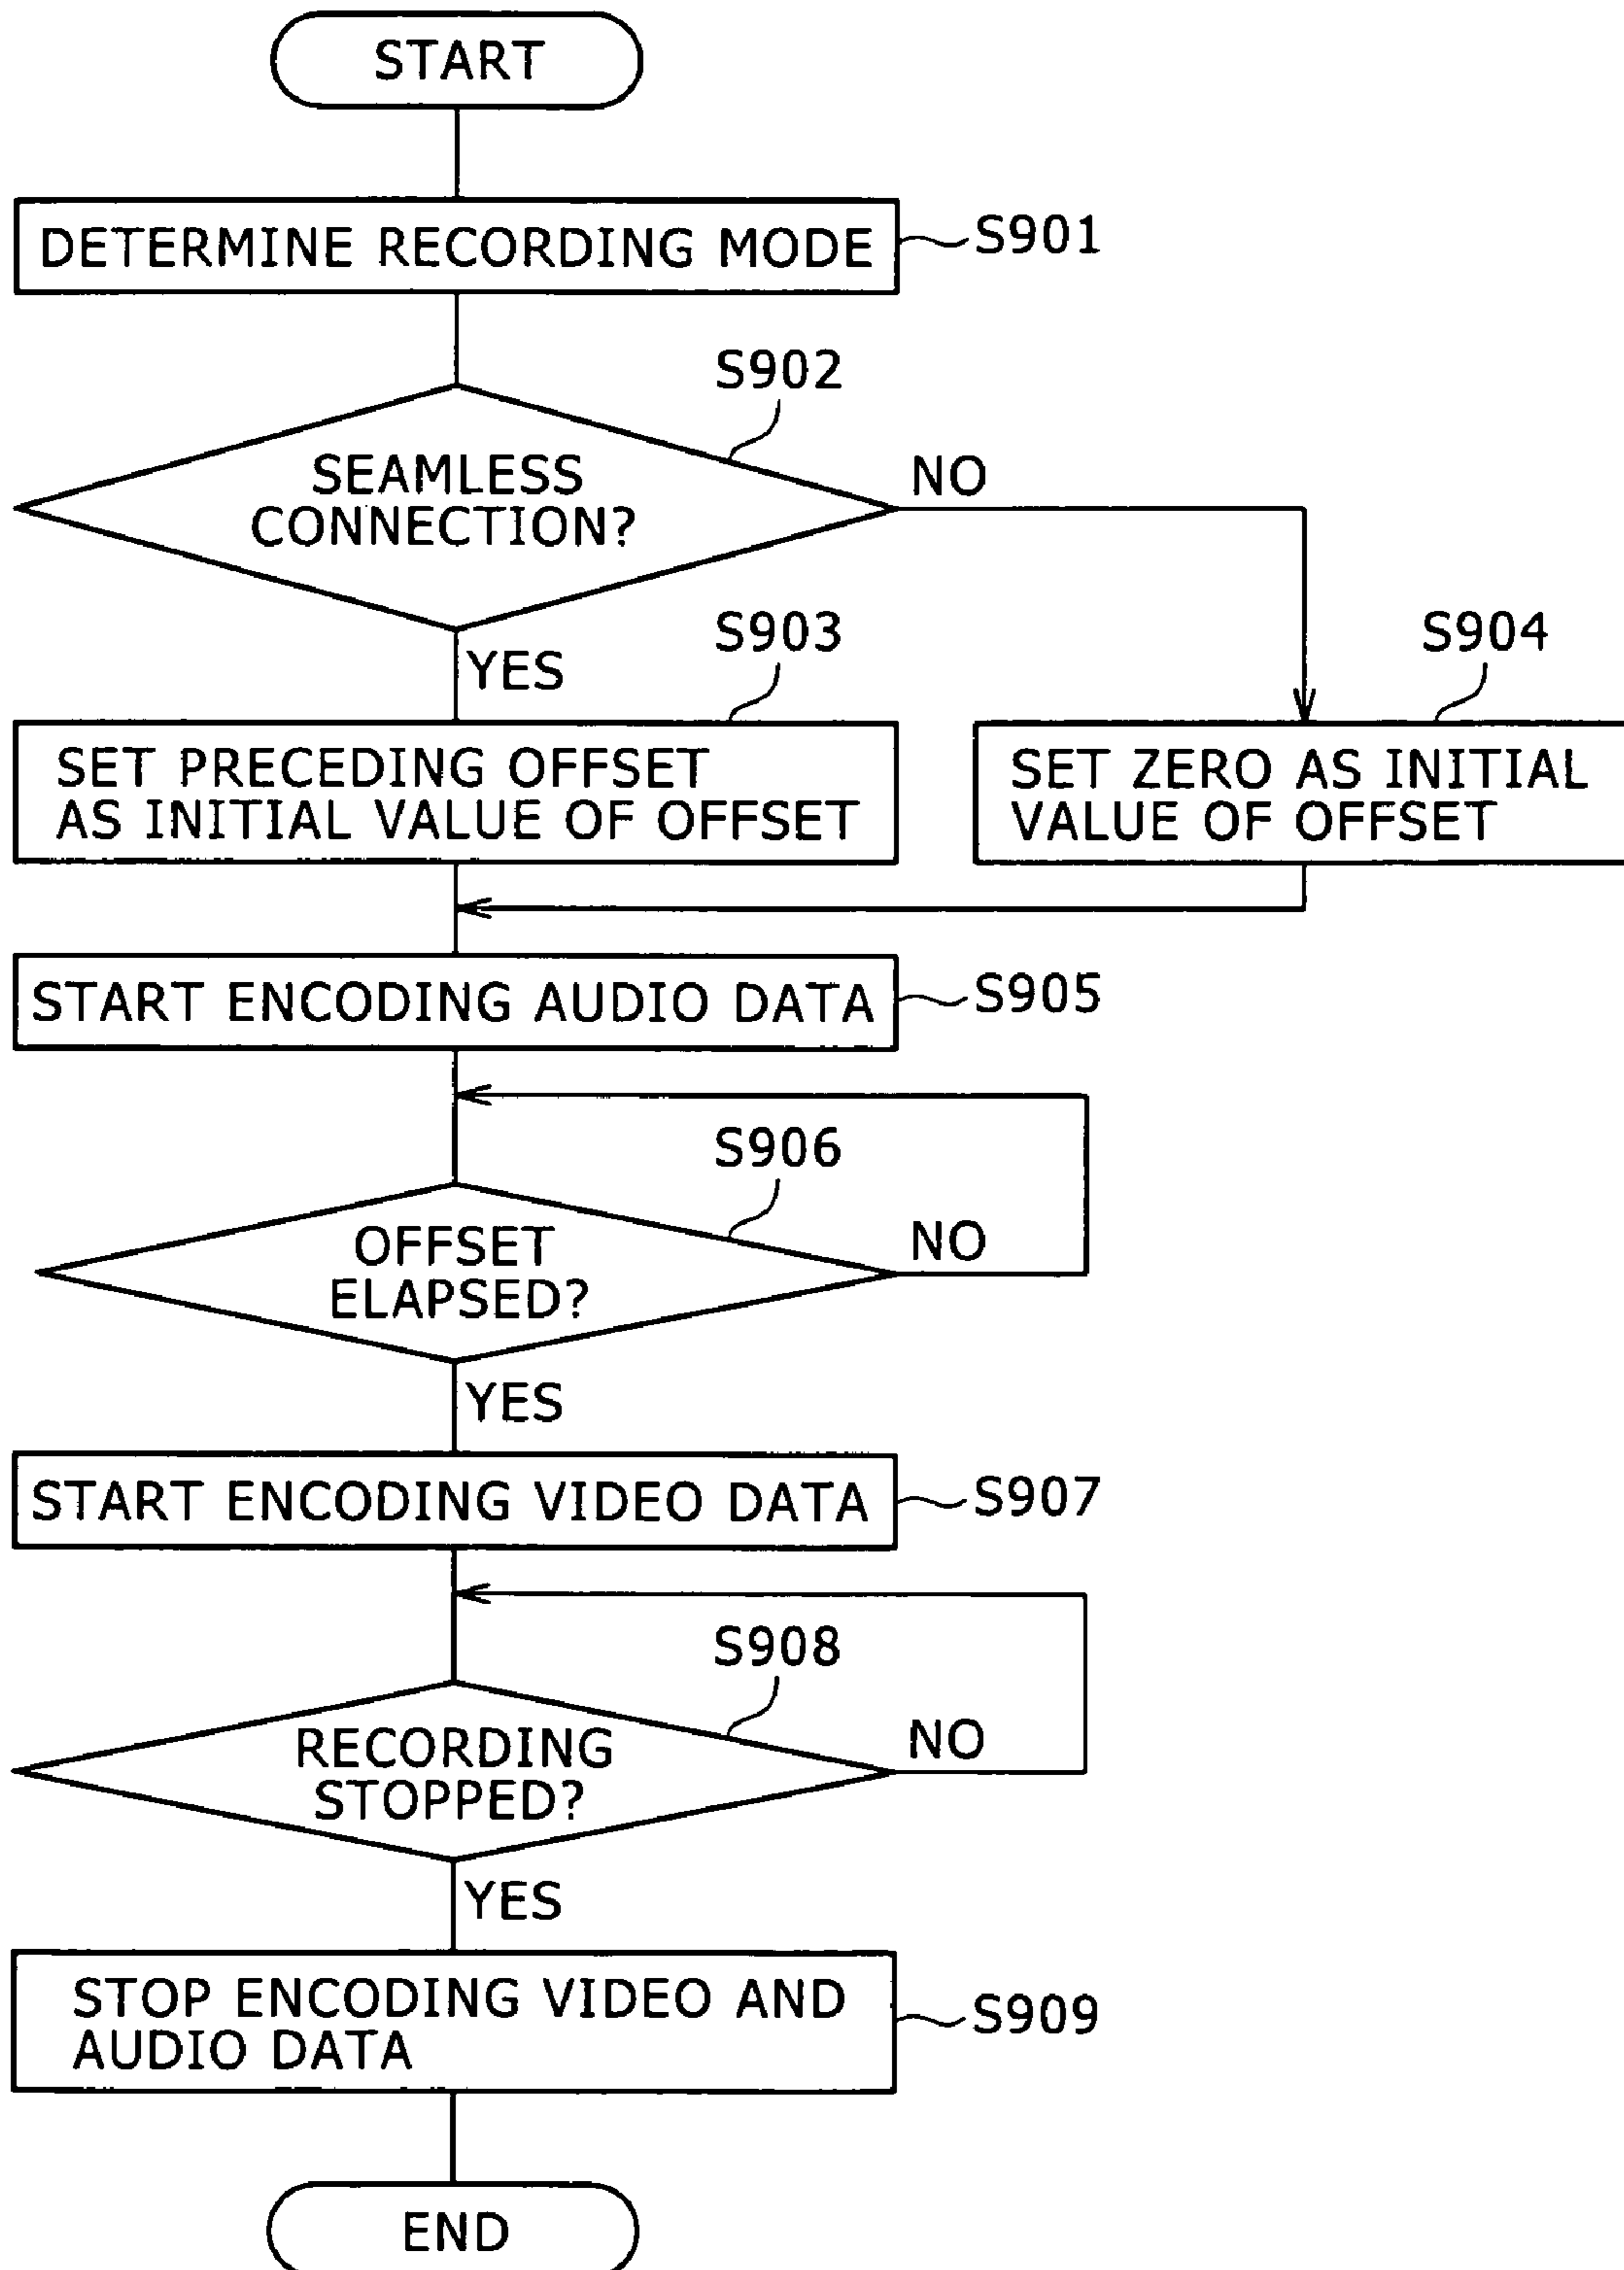 START
DETERMINE RECORDING MODE
S901
S902
SEAMLESS
CONNECTION?
NO
YES
S903
S904
SET PRECEDING OFFSET
AS INITIAL VALUE OF OFFSET
SET ZERO AS INITIAL
VALUE OF OFFSET
START ENCODING AUDIO DATA
S905
S906
OFFSET
ELAPSED?
NO
YES
START ENCODING VIDEO DATA
S907
S908
RECORDING
STOPPED?
NO
YES
STOP ENCODING VIDEO AND
AUDIO DATA
S909
END